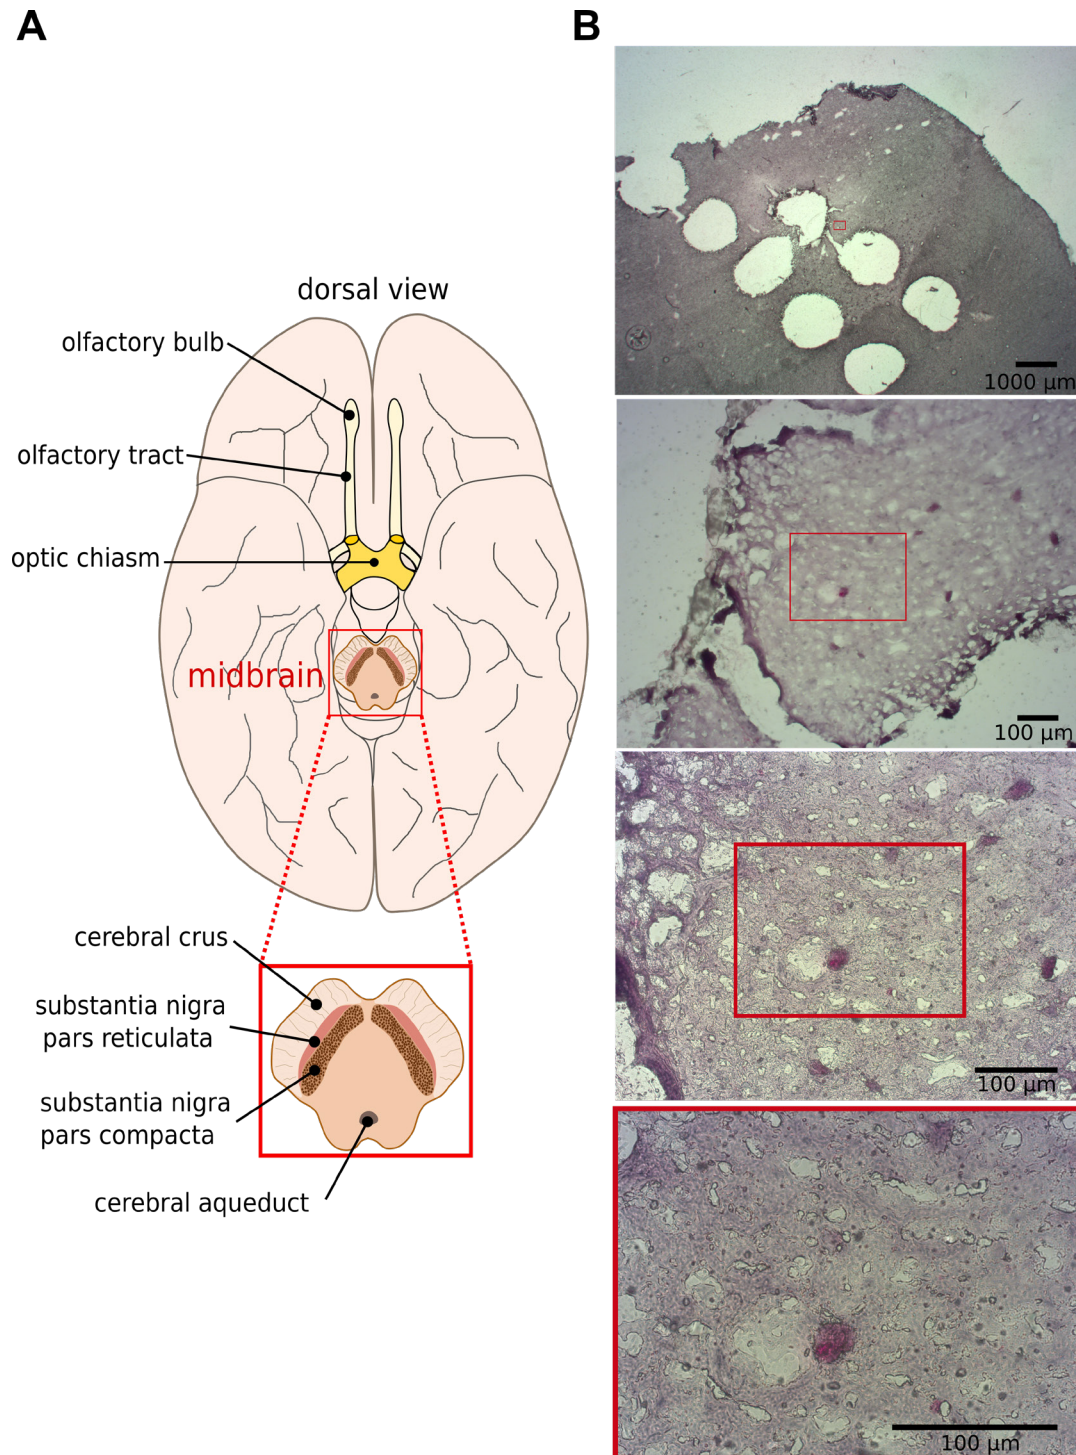 A
dorsal view
olfactory bulb
olfactory tract
optic chiasm
midbrain
cerebral crus
substantia nigra
pars reticulata
substantia nigra
pars compacta
cerebral aqueduct
B
1000 μm
100 μm
100 μm
100 μm